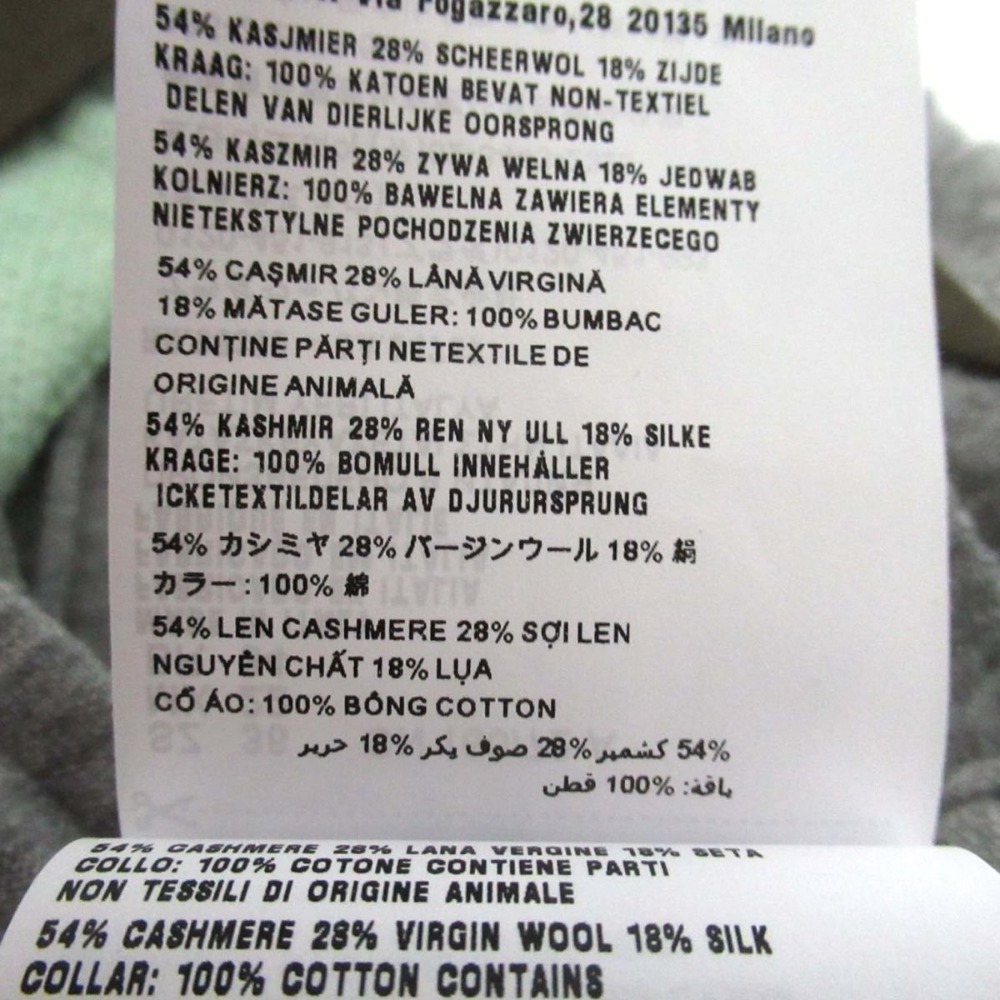 Via Fogazzaro,28 20135 Milano
54% KASJMIER 28% SCHEERWOL 18% ZIJDE
KRAAG: 100% KATOEN BEVAT NON-TEXTIEL
DELEN VAN DIERLIJKE OORSPRONG
54% KASZMIR 28% ZYWA WELNA 18% JEDWAB
KOLNIERZ: 100% BAWELNA ZAWIERA ELEMENTY
NIETEKSTYLNE POCHODZENIA ZWIERZECEGO
54% CAŞMIR 28% LÂNĂ VIRGINĂ
18% MĂTASE GULER: 100% BUMBAC
CONŢINE PĂRŢI NETEXTILE DE
ORIGINE ANIMALĂ
54% KASHMIR 28% REN NY ULL 18% SILKE
KRAGE: 100% BOMULL INNEHÅLLER
ICKETEXTILDELAR AV DJURURSPRUNG
54% カシミヤ 28% バージンウール 18% 絹
カラー: 100% 綿
54% LEN CASHMERE 28% SỢI LEN
NGUYÊN CHẤT 18% LỤA
CỔ ÁO: 100% BÔNG COTTON
54% كشمير 28% صوف بكر 18% حرير
ياقة: 100% قطن
54% CASHMERE 28% LANA VERGINE 18% SETA
COLLO: 100% COTONE CONTIENE PARTI
NON TESSILI DI ORIGINE ANIMALE
54% CASHMERE 28% VIRGIN WOOL 18% SILK
COLLAR: 100% COTTON CONTAINS